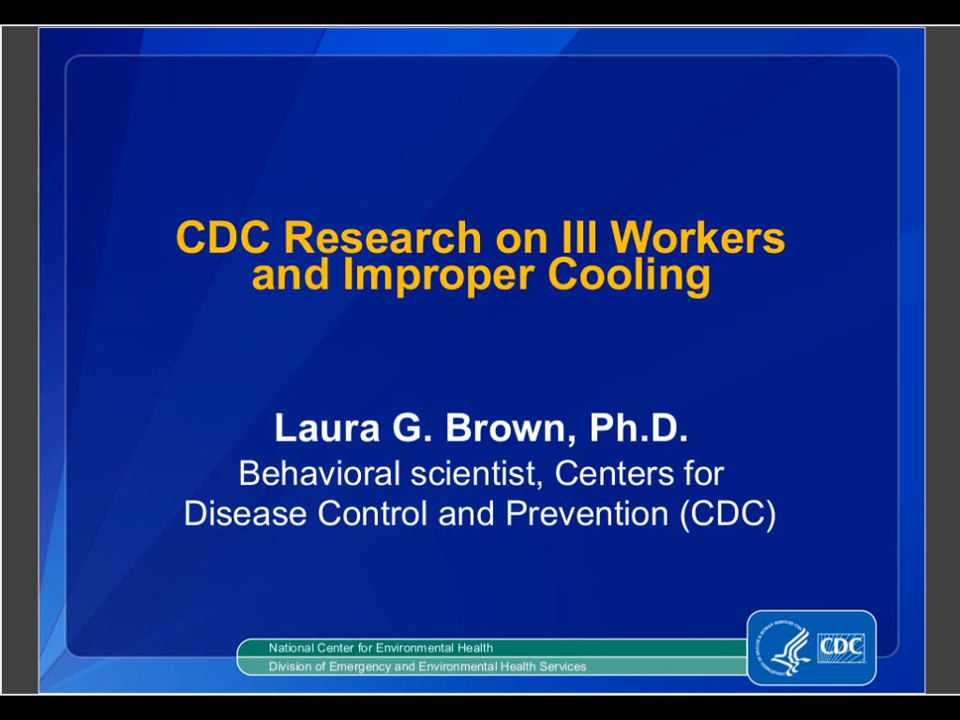 CDC Research on Ill Workers
and Improper Cooling
Laura G. Brown, Ph.D.
Behavioral scientist, Centers for
Disease Control and Prevention (CDC)
National Center for Environmental Health
Division of Emergency and Environmental Health Services
CDC